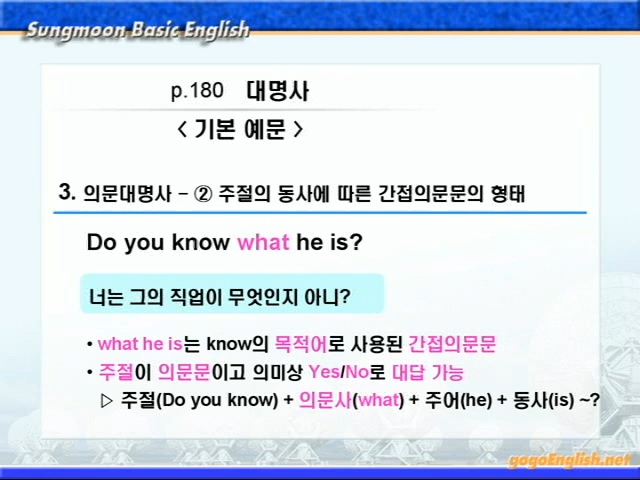 Sungmoon Basic English
p.180 대명사
< 기본 예문 >
3. 의문대명사 – ② 주절의 동사에 따른 간접의문문의 형태
Do you know what he is?
너는 그의 직업이 무엇인지 아니?
• what he is는 know의 목적어로 사용된 간접의문문
• 주절이 의문문이고 의미상 Yes/No로 대답 가능
▷ 주절(Do you know) + 의문사(what) + 주어(he) + 동사(is) ~?
gogoEnglish.net